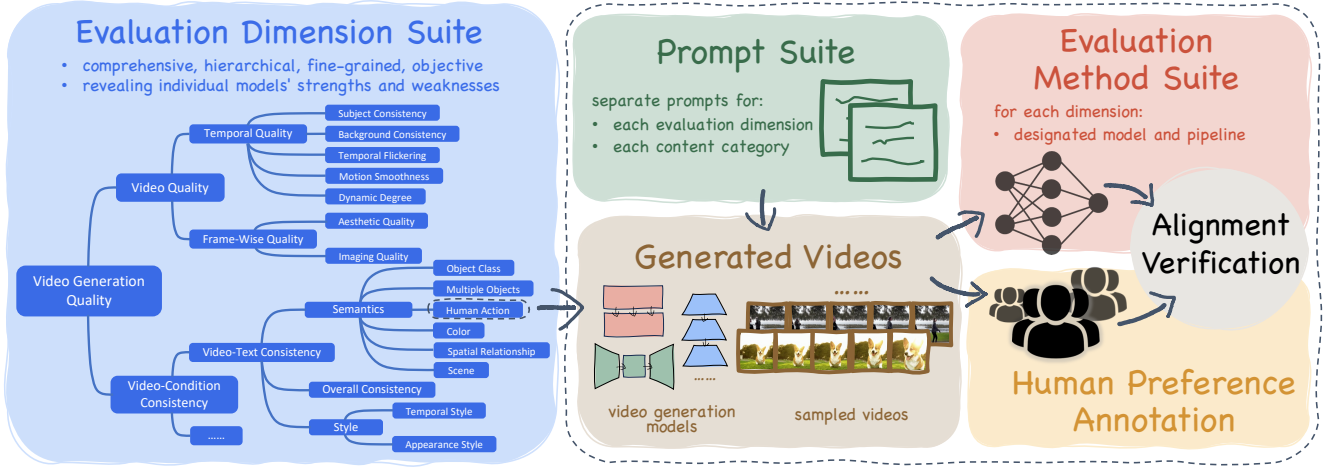 Evaluation Dimension Suite
• comprehensive, hierarchical, fine-grained, objective
• revealing individual models' strengths and weaknesses
Video Generation
Quality
Video Quality
Temporal Quality
Subject Consistency
Background Consistency
Temporal Flickering
Motion Smoothness
Dynamic Degree
Frame-Wise Quality
Aesthetic Quality
Imaging Quality
Video-Condition
Consistency
Video-Text Consistency
Semantics
Object Class
Multiple Objects
Human Action
Color
Spatial Relationship
Scene
Overall Consistency
Style
Temporal Style
Appearance Style
......
Prompt Suite
separate prompts for:
• each evaluation dimension
• each content category
Generated Videos
......
......
video generation
models
sampled videos
Evaluation
Method Suite
for each dimension:
• designated model and pipeline
Alignment
Verification
Human Preference
Annotation